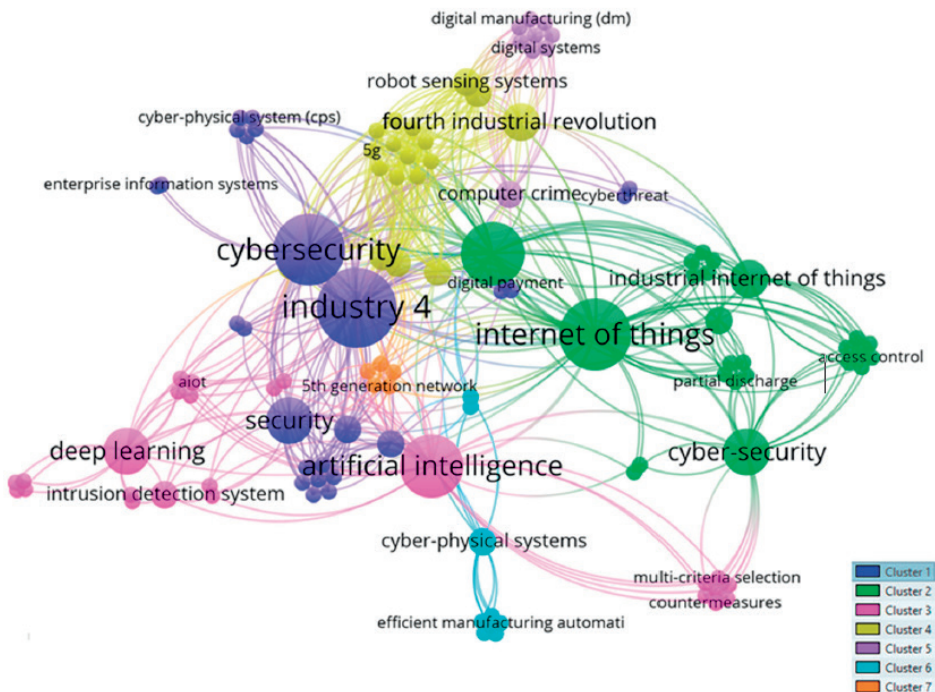 digital manufacturing (dm)
digital systems
robot sensing systems
cyber-physical system (cps)
fourth industrial revolution
5g
enterprise information systems
computer crime
cyberthreat
cybersecurity
industrial internet of things
digital payment
industry 4
internet of things
access control
partial discharge
aiot
5th generation network
security
deep learning
cyber-security
artificial intelligence
intrusion detection system
cyber-physical systems
multi-criteria selection
countermeasures
efficient manufacturing automati
Cluster 1
Cluster 2
Cluster 3
Cluster 4
Cluster 5
Cluster 6
Cluster 7